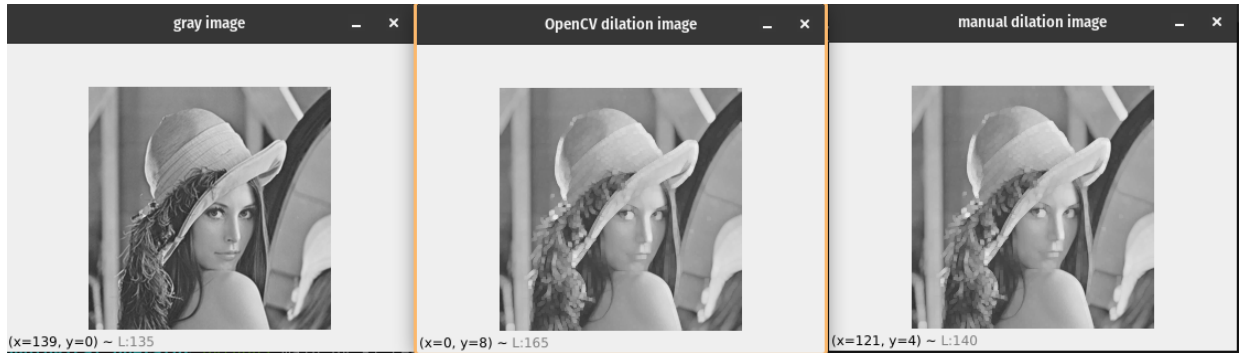 gray image
OpenCV dilation image
manual dilation image
(x=139, y=0) ~ L:135
(x=0, y=8) ~ L:165
(x=121, y=4) ~ L:140